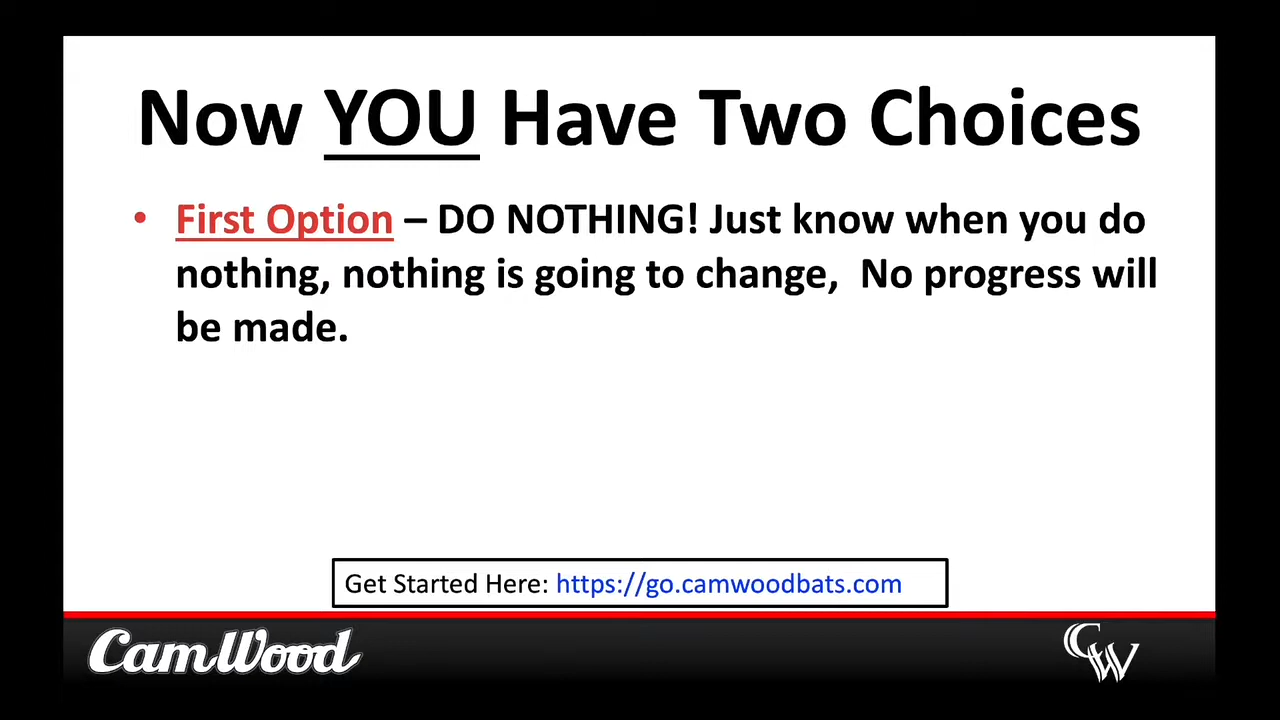 Now YOU Have Two Choices
• First Option – DO NOTHING! Just know when you do
nothing, nothing is going to change,  No progress will
be made.
Get Started Here: https://go.camwoodbats.com
CamWood
CW